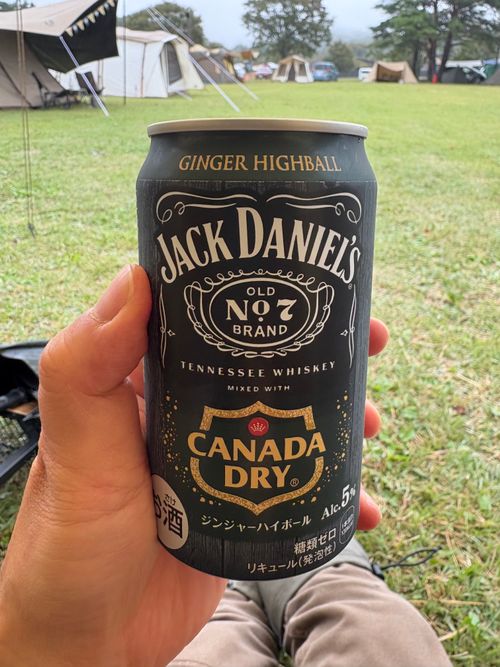 GINGER HIGHBALL
JACK DANIEL'S
OLD
Nº 7
BRAND
TENNESSEE WHISKEY
MIXED WITH
CANADA
DRY®
ジンジャーハイボール Alc.5%
お酒
糖類ゼロ
リキュール(発泡性)